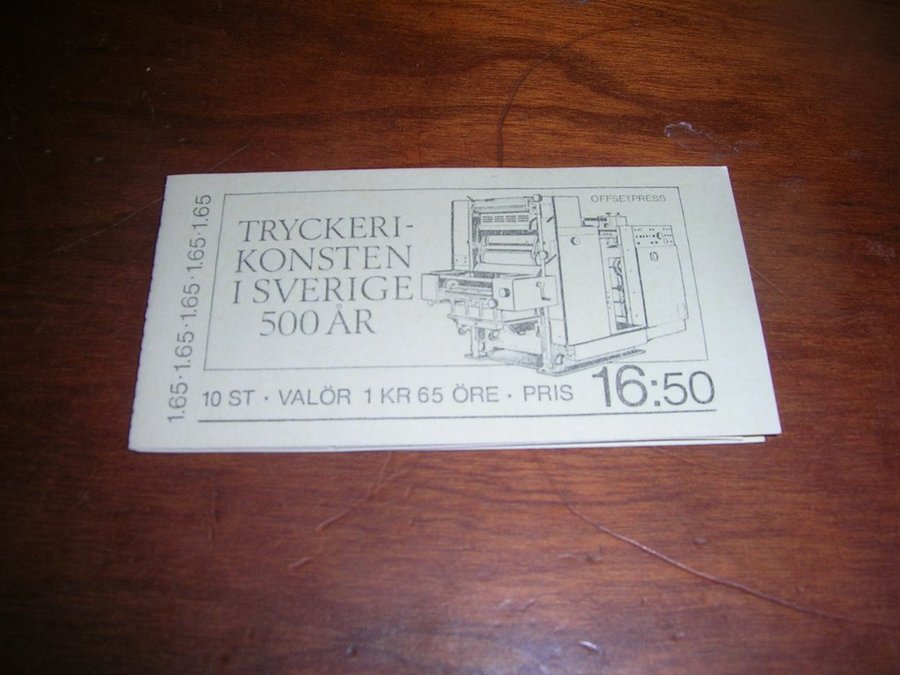 1.65·1.65·1.65·1.65·1.65
TRYCKERI-
KONSTEN
I SVERIGE
500 ÅR
OFFSETPRESS
10 ST · VALÖR 1 KR 65 ÖRE · PRIS 16:50